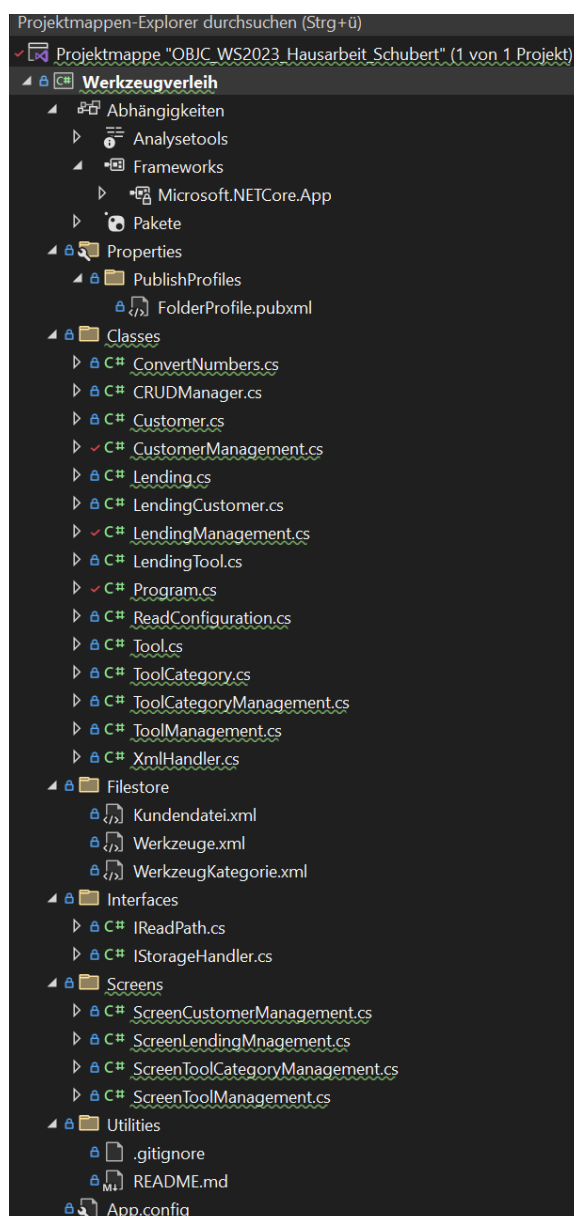 Projektmappen-Explorer durchsuchen (Strg+ü)
Projektmappe "OBJC_WS2023_Hausarbeit_Schubert" (1 von 1 Projekt)
C# Werkzeugverleih
Abhängigkeiten
Analysetools
Frameworks
Microsoft.NETCore.App
Pakete
Properties
PublishProfiles
FolderProfile.pubxml
Classes
C# ConvertNumbers.cs
C# CRUDManager.cs
C# Customer.cs
C# CustomerManagement.cs
C# Lending.cs
C# LendingCustomer.cs
C# LendingManagement.cs
C# LendingTool.cs
C# Program.cs
C# ReadConfiguration.cs
C# Tool.cs
C# ToolCategory.cs
C# ToolCategoryManagement.cs
C# ToolManagement.cs
C# XmlHandler.cs
Filestore
Kundendatei.xml
Werkzeuge.xml
WerkzeugKategorie.xml
Interfaces
C# IReadPath.cs
C# IStorageHandler.cs
Screens
C# ScreenCustomerManagement.cs
C# ScreenLendingMnagement.cs
C# ScreenToolCategoryManagement.cs
C# ScreenToolManagement.cs
Utilities
.gitignore
README.md
App.config